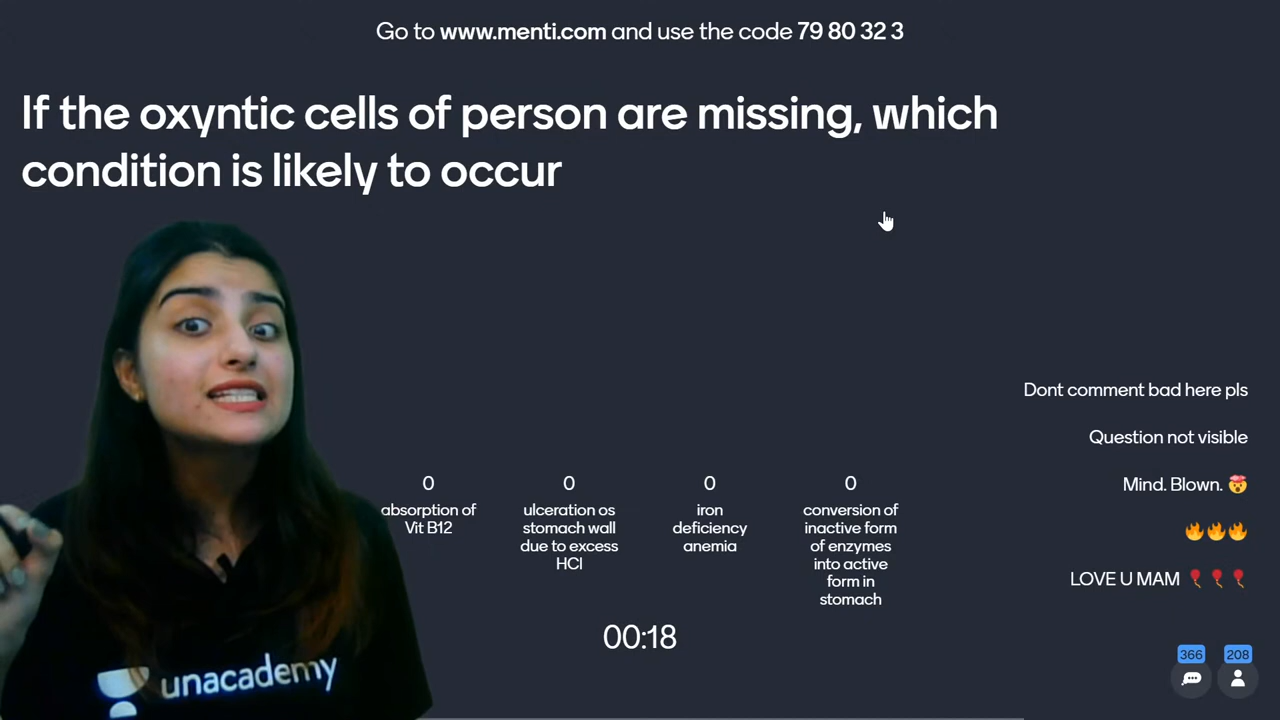 Go to www.menti.com and use the code 79 80 32 3
If the oxyntic cells of person are missing, which
condition is likely to occur
Dont comment bad here pls
Question not visible
Mind. Blown. 🤯
🔥🔥🔥
LOVE U MAM 🎈🎈🎈
0
absorption of
Vit B12
0
ulceration os
stomach wall
due to excess
HCl
0
iron
deficiency
anemia
0
conversion of
inactive form
of enzymes
into active
form in
stomach
00:18
366
208
unacademy